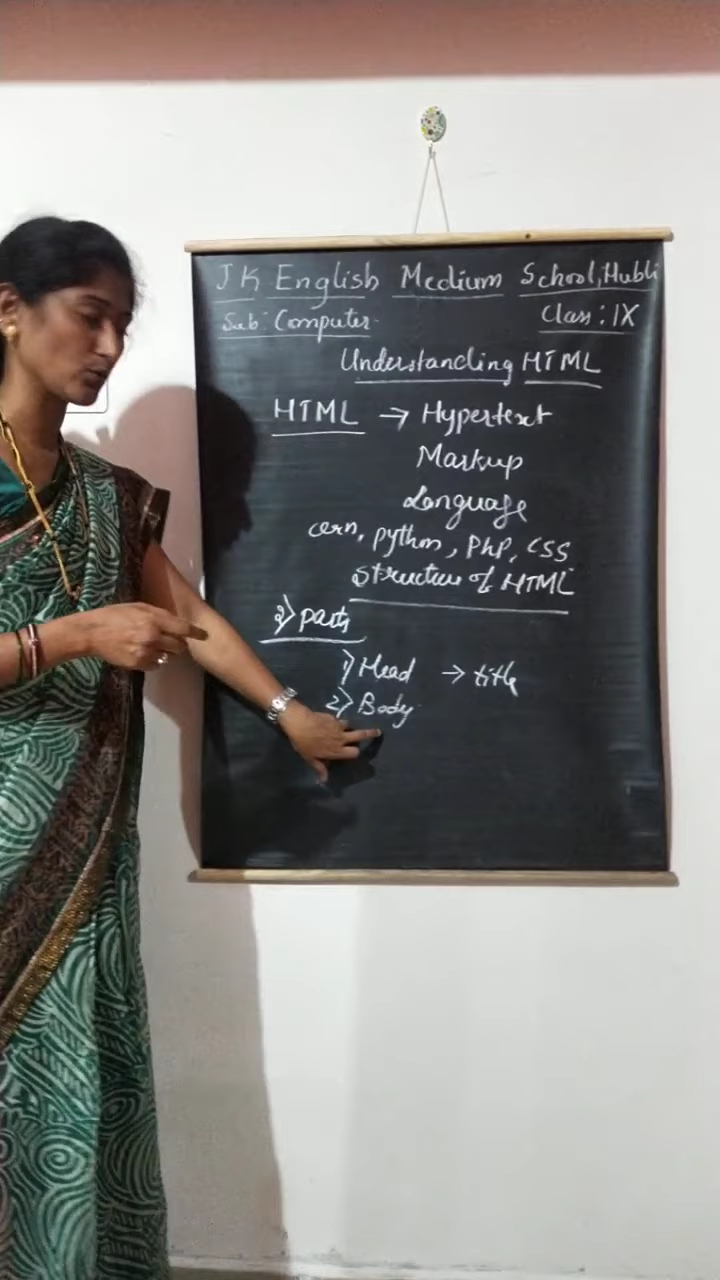 JK English Medium School, Hubli
Sub: Computer.
Class: IX
Understanding HTML
HTML → Hypertext
Markup
Language
cern, python, PhP, CSS
structure of HTML
2) parts
1) Head → title
2) Body